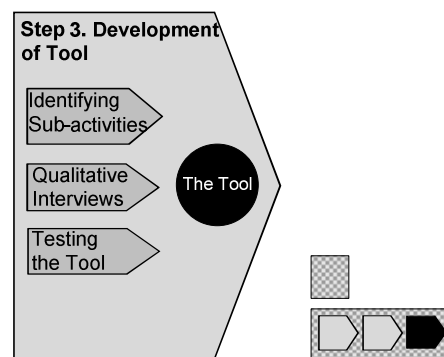 Step 3. Development
of Tool
Identifying
Sub-activities
Qualitative
Interviews
The Tool
Testing
the Tool